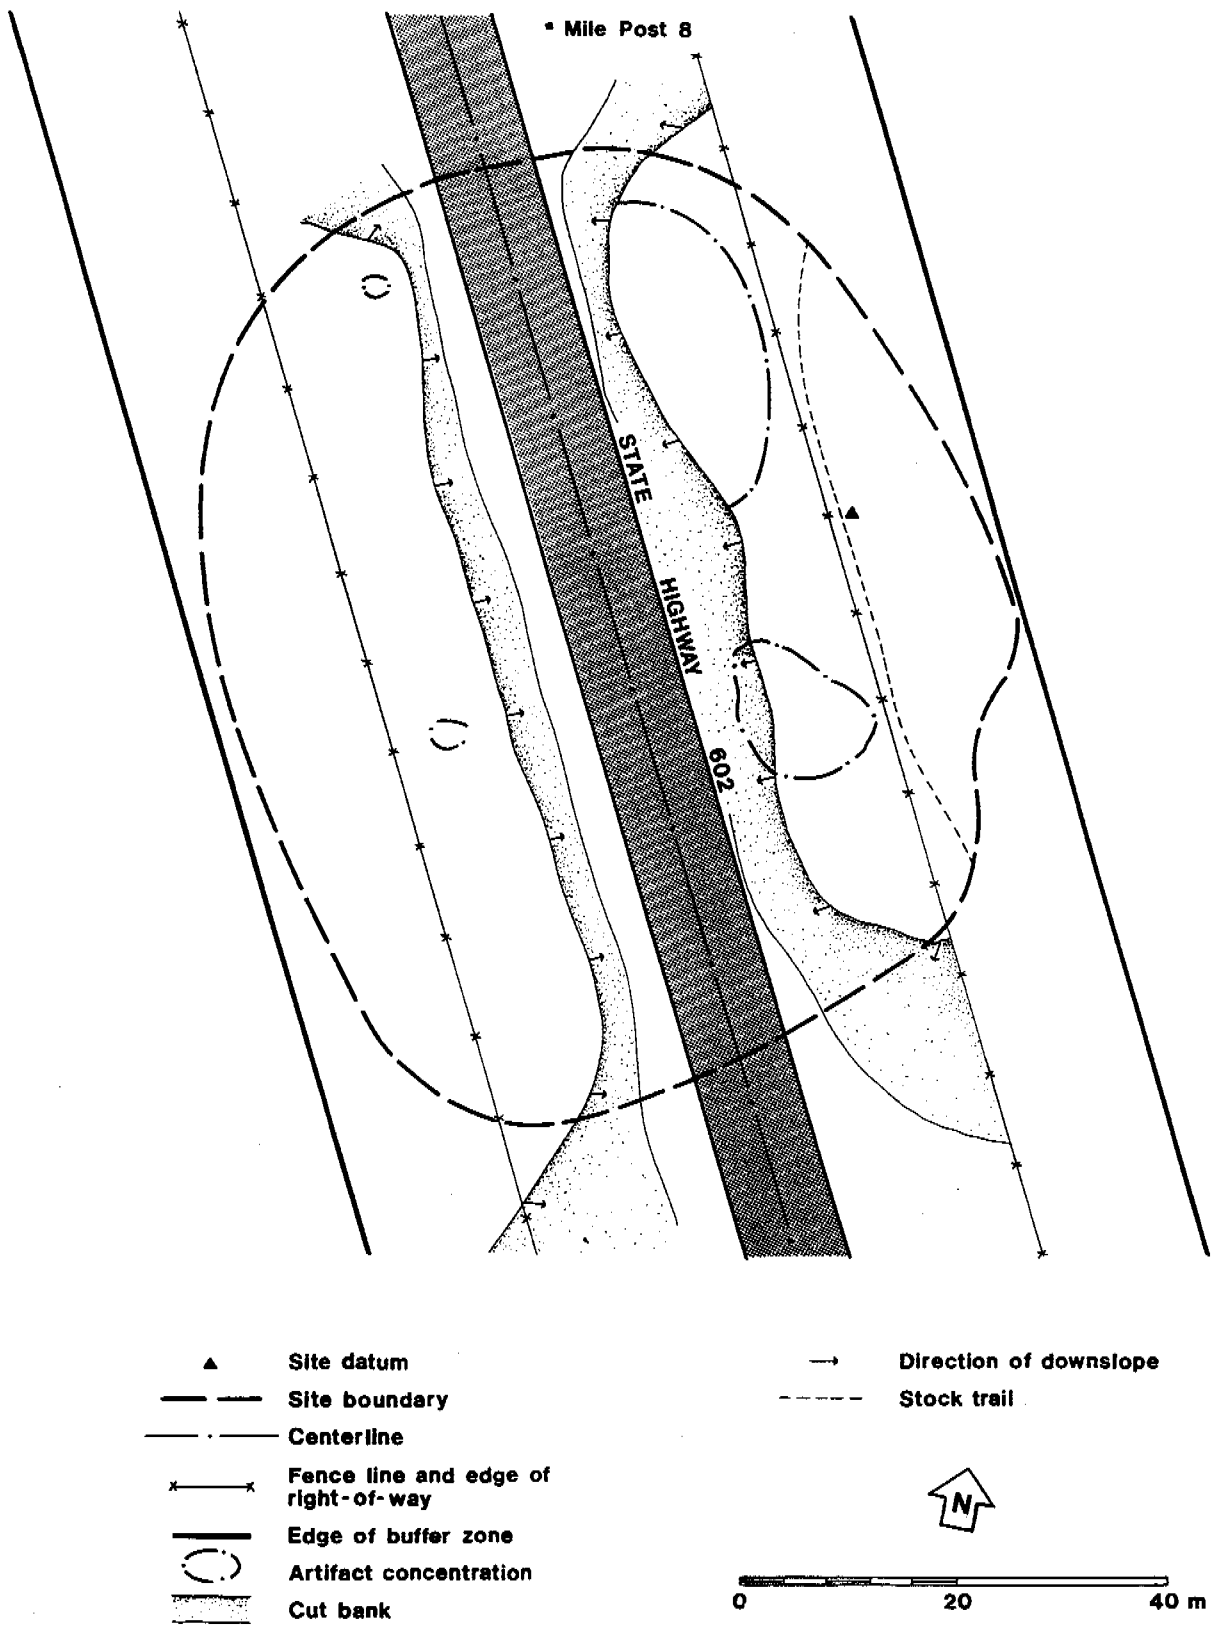 Mile Post 8
STATE
HIGHWAY
602
Site datum
Site boundary
Centerline
Fence line and edge of
right-of-way
Edge of buffer zone
Artifact concentration
Cut bank
Direction of downslope
Stock trail
N
0 20 40 m